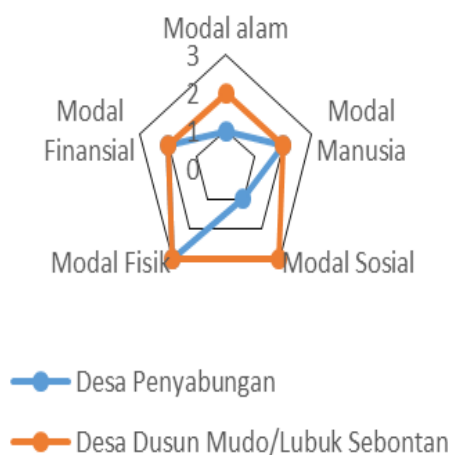 Modal alam
3
2
1
0
Modal
Finansial
Modal
Manusia
Modal Fisik
Modal Sosial
Desa Penyabungan
Desa Dusun Mudo/Lubuk Sebontan